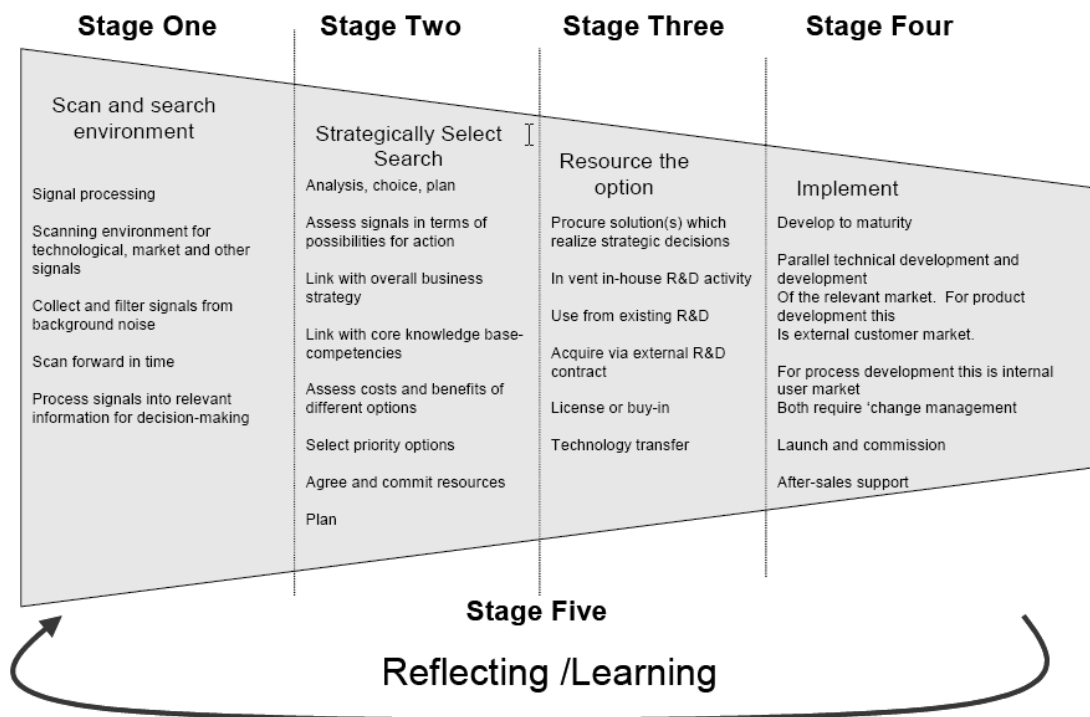 Stage One
Stage Two
Stage Three
Stage Four
Scan and search
environment
Signal processing
Scanning environment for
technological, market and other
signals
Collect and filter signals from
background noise
Scan forward in time
Process signals into relevant
information for decision-making
Strategically Select
Search
Analysis, choice, plan
Assess signals in terms of
possibilities for action
Link with overall business
strategy
Link with core knowledge base-
competencies
Assess costs and benefits of
different options
Select priority options
Agree and commit resources
Plan
Resource the
option
Procure solution(s) which
realize strategic decisions
In vent in-house R&D activity
Use from existing R&D
Acquire via external R&D
contract
License or buy-in
Technology transfer
Implement
Develop to maturity
Parallel technical development and
development
Of the relevant market.  For product
development this
Is external customer market.
For process development this is internal
user market
Both require ‘change management
Launch and commission
After-sales support
Stage Five
Reflecting /Learning